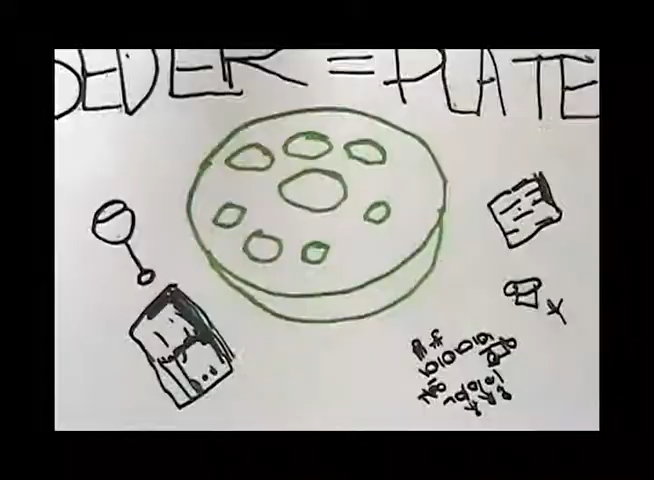 SEDER = PLATE